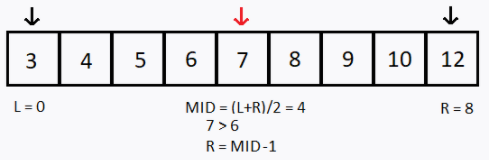 3 4 5 6 7 8 9 10 12
L = 0 MID = (L+R)/2 = 4 R = 8
7 > 6
R = MID-1